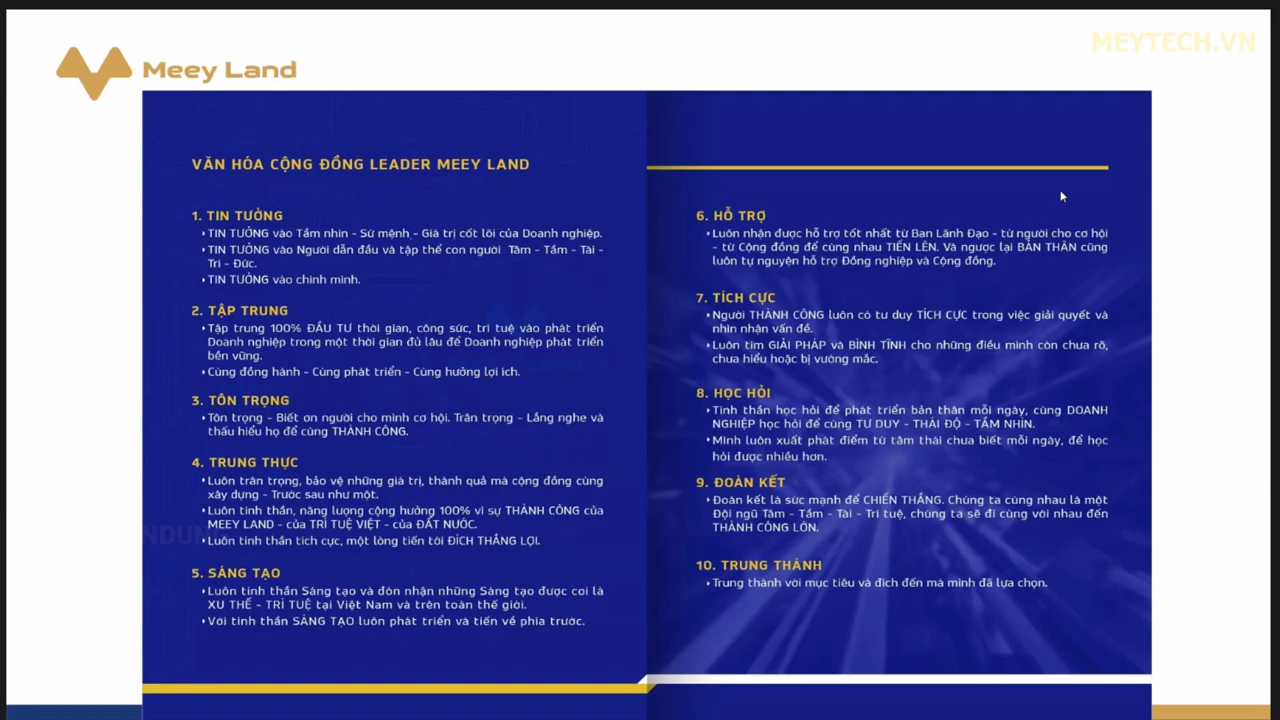 MEYTECH.VN
Meey Land
VĂN HÓA CỘNG ĐỒNG LEADER MEEY LAND
1. TIN TƯỞNG
• TIN TƯỞNG vào Tầm nhìn - Sứ mệnh - Giá trị cốt lõi của Doanh nghiệp.
• TIN TƯỞNG vào Người dẫn đầu và tập thể con người Tâm - Tầm - Tài -
Trí - Đức.
• TIN TƯỞNG vào chính mình.
2. TẬP TRUNG
• Tập trung 100% ĐẦU TƯ thời gian, công sức, trí tuệ vào phát triển
Doanh nghiệp trong một thời gian đủ lâu để Doanh nghiệp phát triển
bền vững.
• Cùng đồng hành - Cùng phát triển - Cùng hưởng lợi ích.
3. TÔN TRỌNG
• Tôn trọng - Biết ơn người cho mình cơ hội. Trân trọng - Lắng nghe và
thấu hiểu họ để cùng THÀNH CÔNG.
4. TRUNG THỰC
• Luôn trân trọng, bảo vệ những giá trị, thành quả mà cộng đồng cùng
xây dựng - Trước sau như một.
• Luôn tinh thần, năng lượng cộng hưởng 100% vì sự THÀNH CÔNG của
MEEY LAND - của TRÍ TUỆ VIỆT - của ĐẤT NƯỚC.
• Luôn tinh thần tích cực, một lòng tiến tới ĐÍCH THẮNG LỢI.
5. SÁNG TẠO
• Luôn tinh thần Sáng tạo và đón nhận những Sáng tạo được coi là
XU THẾ - TRÍ TUỆ tại Việt Nam và trên toàn thế giới.
• Với tinh thần SÁNG TẠO luôn phát triển và tiến về phía trước.
6. HỖ TRỢ
• Luôn nhận được hỗ trợ tốt nhất từ Ban Lãnh Đạo - từ người cho cơ hội
- từ Cộng đồng để cùng nhau TIẾN LÊN. Và ngược lại BẢN THÂN cũng
luôn tự nguyện hỗ trợ Đồng nghiệp và Cộng đồng.
7. TÍCH CỰC
• Người THÀNH CÔNG luôn có tư duy TÍCH CỰC trong việc giải quyết và
nhìn nhận vấn đề.
• Luôn tìm GIẢI PHÁP và BÌNH TĨNH cho những điều mình còn chưa rõ,
chưa hiểu hoặc bị vướng mắc.
8. HỌC HỎI
• Tinh thần học hỏi để phát triển bản thân mỗi ngày, cùng DOANH
NGHIỆP học hỏi để cùng TƯ DUY - THÁI ĐỘ - TẦM NHÌN.
• Mình luôn xuất phát điểm từ tâm thái chưa biết mỗi ngày, để học
hỏi được nhiều hơn.
9. ĐOÀN KẾT
• Đoàn kết là sức mạnh để CHIẾN THẮNG. Chúng ta cùng nhau là một
Đội ngũ Tâm - Tầm - Tài - Trí tuệ, chúng ta sẽ đi cùng với nhau đến
THÀNH CÔNG LỚN.
10. TRUNG THÀNH
• Trung thành với mục tiêu và đích đến mà mình đã lựa chọn.